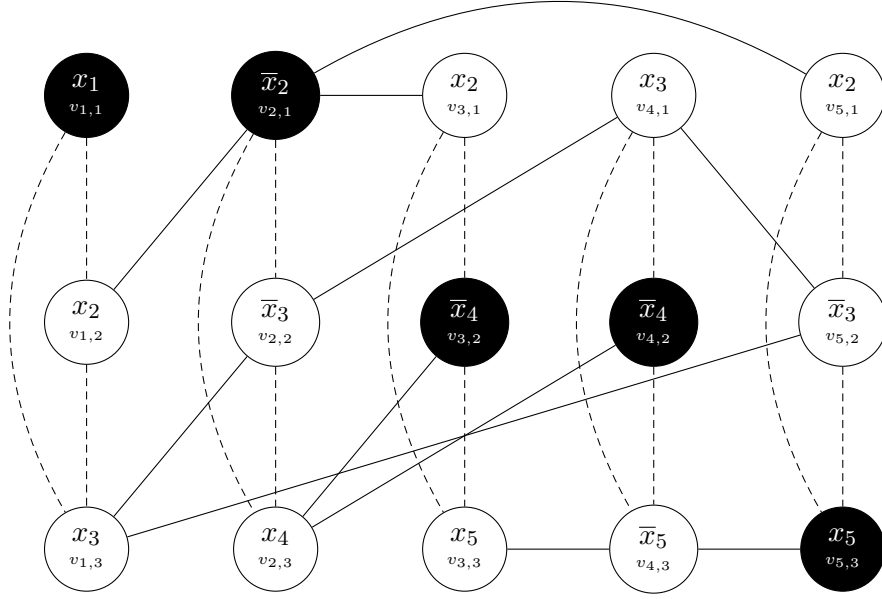 x₁ x̅₂ x₂ x₃ x₂
v₁,₁ v₂,₁ v₃,₁ v₄,₁ v₅,₁
x₂ x̅₃ x̅₄ x̅₄ x̅₃
v₁,₂ v₂,₂ v₃,₂ v₄,₂ v₅,₂
x₃ x₄ x₅ x̅₅ x₅
v₁,₃ v₂,₃ v₃,₃ v₄,₃ v₅,₃